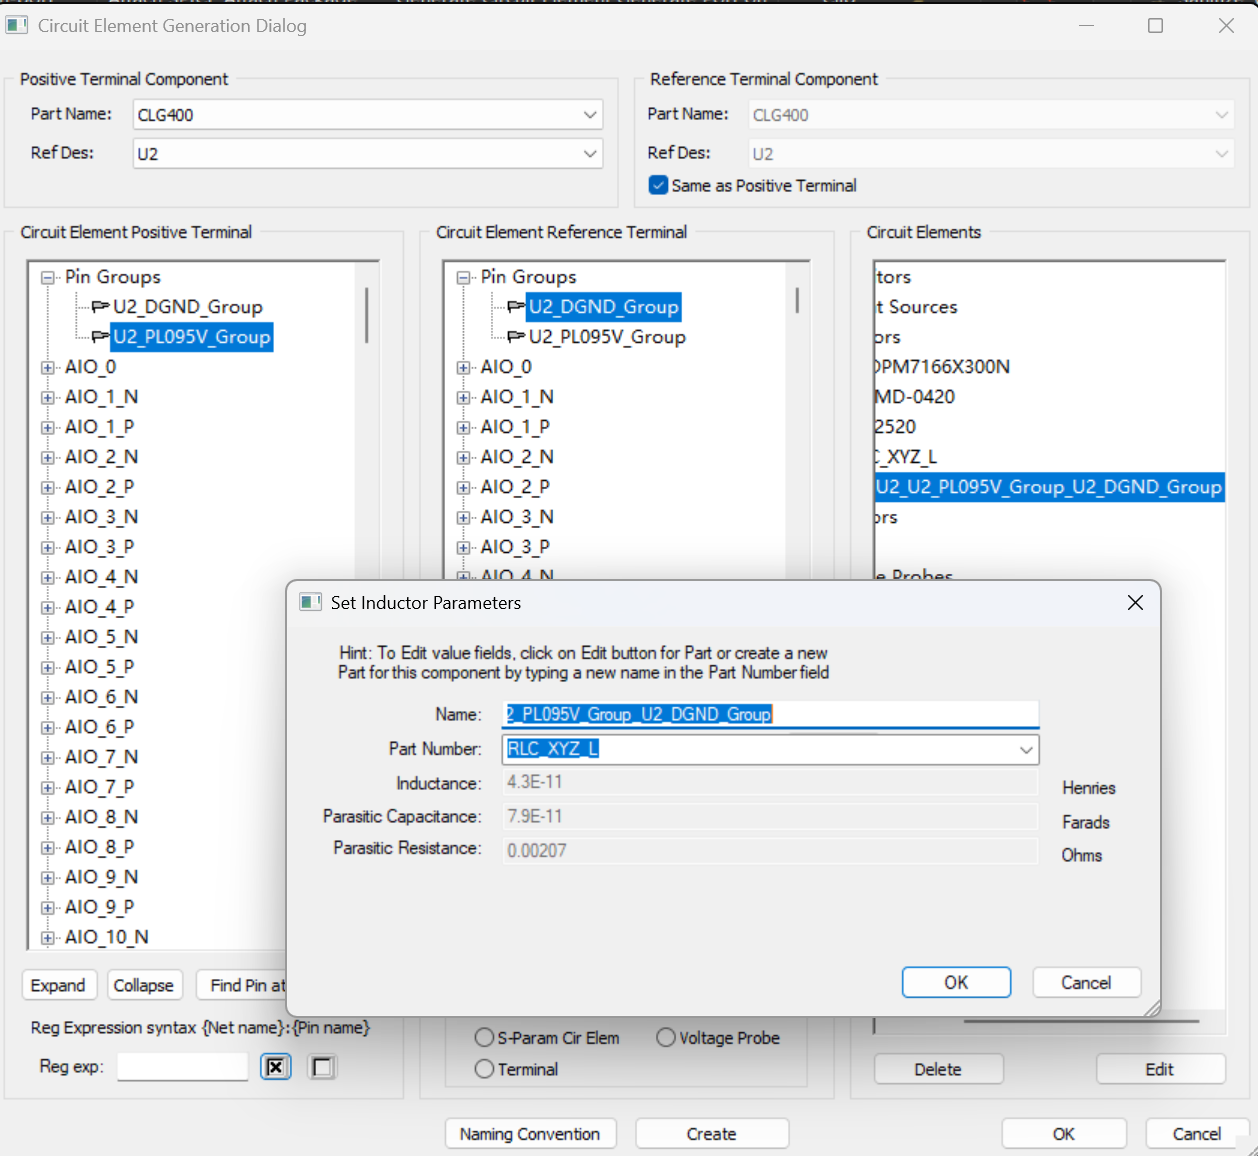 Circuit Element Generation Dialog
Positive Terminal Component
Part Name: CLG400
Ref Des: U2
Reference Terminal Component
Part Name: CLG400
Ref Des: U2
Same as Positive Terminal
Circuit Element Positive Terminal
Pin Groups
U2_DGND_Group
U2_PL095V_Group
AIO_0
AIO_1_N
AIO_1_P
AIO_2_N
AIO_2_P
AIO_3_N
AIO_3_P
AIO_4_N
AIO_4_P
AIO_5_N
AIO_5_P
AIO_6_N
AIO_6_P
AIO_7_N
AIO_7_P
AIO_8_N
AIO_8_P
AIO_9_N
AIO_9_P
AIO_10_N
Expand Collapse Find Pin at
Reg Expression syntax {Net name}:{Pin name}
Reg exp:
Circuit Element Reference Terminal
Pin Groups
U2_DGND_Group
U2_PL095V_Group
AIO_0
AIO_1_N
AIO_1_P
AIO_2_N
AIO_2_P
AIO_3_N
AIO_3_P
AIO_4_N
S-Param Cir Elem Voltage Probe
Terminal
Circuit Elements
tors
t Sources
ors
DPM7166X300N
MD-0420
2520
C_XYZ_L
U2_U2_PL095V_Group_U2_DGND_Group
ors
e Probes
Delete Edit
Set Inductor Parameters
Hint: To Edit value fields, click on Edit button for Part or create a new
Part for this component by typing a new name in the Part Number field
Name: 2_PL095V_Group_U2_DGND_Group
Part Number: RLC_XYZ_L
Inductance: 4.3E-11 Henries
Parasitic Capacitance: 7.9E-11 Farads
Parasitic Resistance: 0.00207 Ohms
OK Cancel
Naming Convention Create OK Cancel